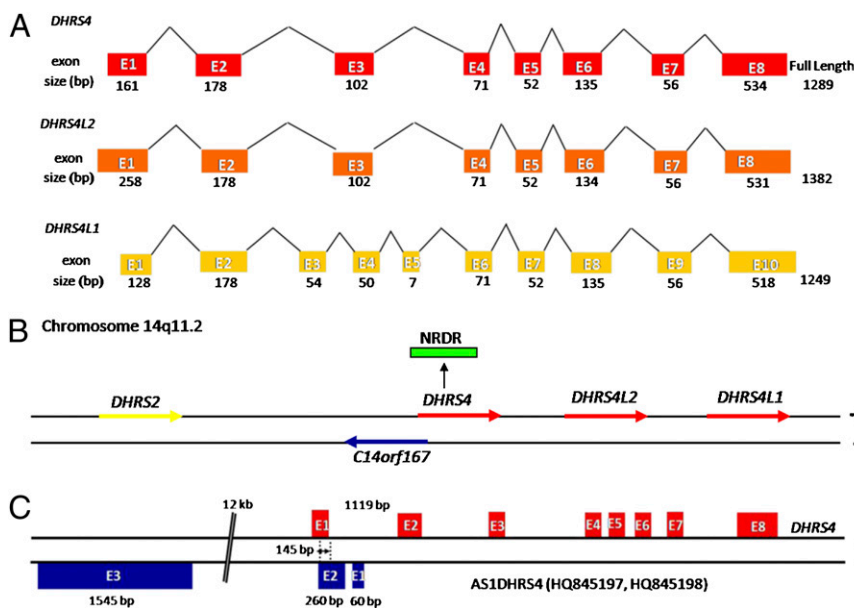 A
DHRS4
exon E1 E2 E3 E4 E5 E6 E7 E8 Full Length
size (bp) 161 178 102 71 52 135 56 534 1289
DHRS4L2
exon E1 E2 E3 E4 E5 E6 E7 E8
size (bp) 258 178 102 71 52 134 56 531 1382
DHRS4L1
exon E1 E2 E3 E4 E5 E6 E7 E8 E9 E10
size (bp) 128 178 54 50 7 71 52 135 56 518 1249
B Chromosome 14q11.2
NRDR
DHRS2 DHRS4 DHRS4L2 DHRS4L1
C14orf167
C 12 kb 1119 bp
E1 E2 E3 E4 E5 E6 E7 E8 DHRS4
145 bp
E3 E2 E1 AS1DHRS4 (HQ845197, HQ845198)
1545 bp 260 bp 60 bp